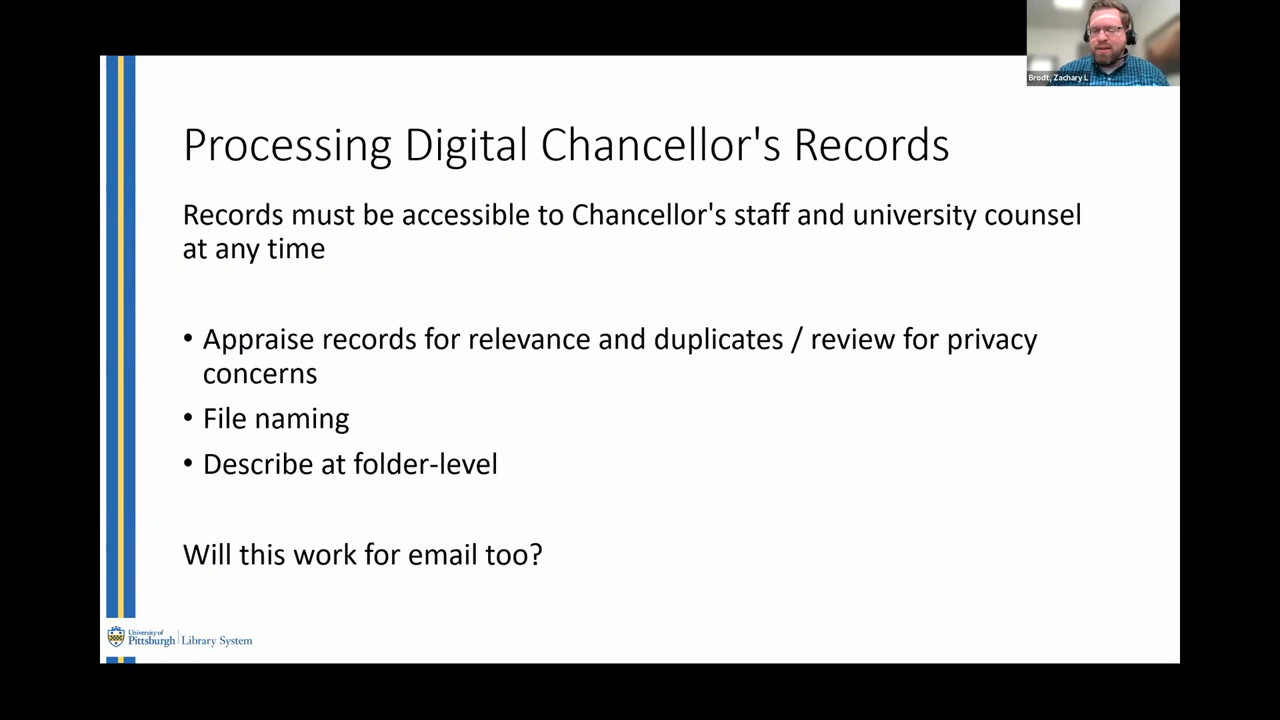 Brodt, Zachary L
Processing Digital Chancellor's Records
Records must be accessible to Chancellor's staff and university counsel
at any time
• Appraise records for relevance and duplicates / review for privacy
concerns
• File naming
• Describe at folder-level
Will this work for email too?
University of
Pittsburgh | Library System